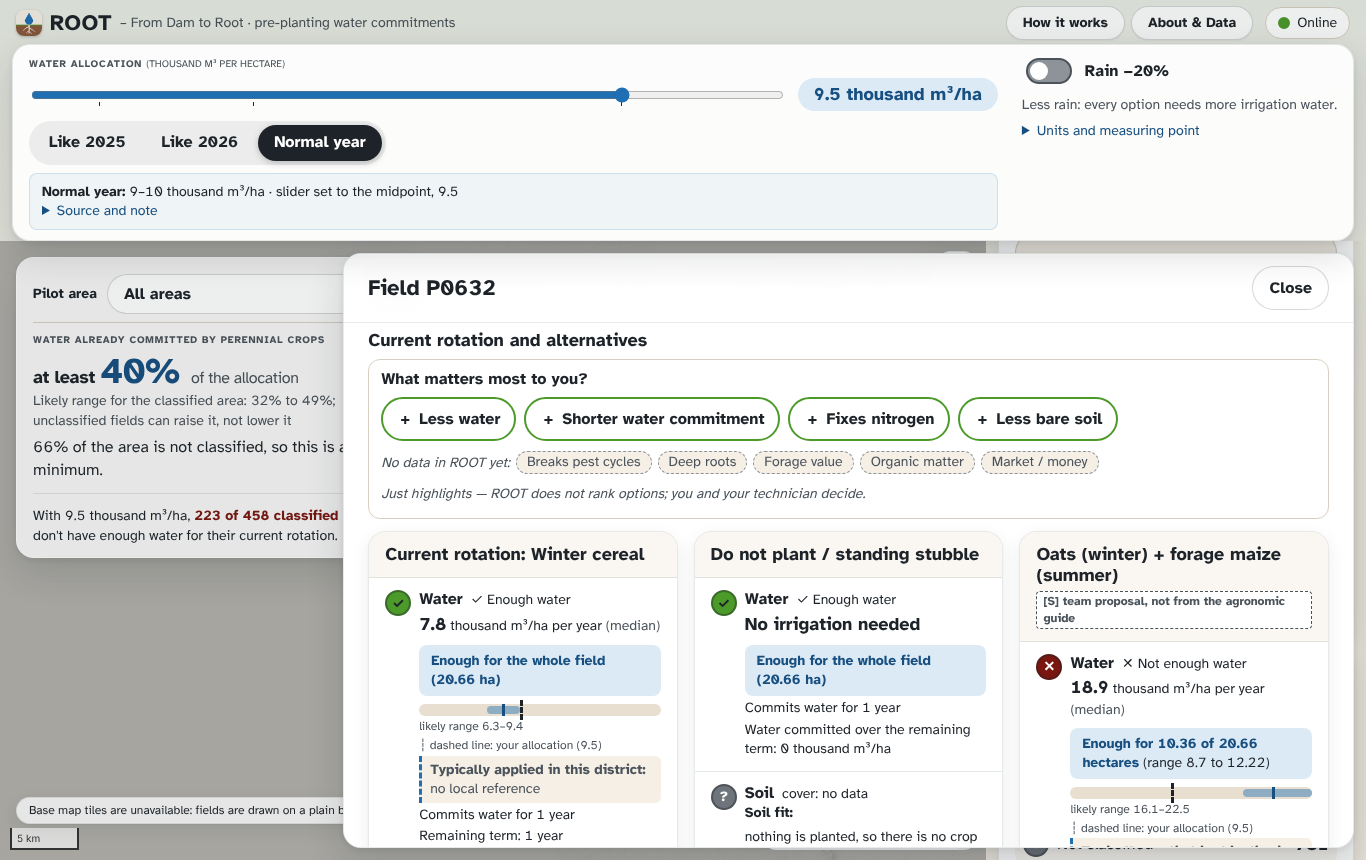 ROOT – From Dam to Root · pre-planting water commitments
How it works
About & Data
Online
WATER ALLOCATION (THOUSAND M³ PER HECTARE)
9.5 thousand m³/ha
Like 2025
Like 2026
Normal year
Normal year: 9–10 thousand m³/ha · slider set to the midpoint, 9.5
Source and note
Rain −20%
Less rain: every option needs more irrigation water.
Units and measuring point
Pilot area
All areas
WATER ALREADY COMMITTED BY PERENNIAL CROPS
at least 40% of the allocation
Likely range for the classified area: 32% to 49%;
unclassified fields can raise it, not lower it
66% of the area is not classified, so this is a
minimum.
With 9.5 thousand m³/ha, 223 of 458 classified
don't have enough water for their current rotation.
Base map tiles are unavailable: fields are drawn on a plain
5 km
Field P0632
Close
Current rotation and alternatives
What matters most to you?
+ Less water
+ Shorter water commitment
+ Fixes nitrogen
+ Less bare soil
No data in ROOT yet:
Breaks pest cycles
Deep roots
Forage value
Organic matter
Market / money
Just highlights — ROOT does not rank options; you and your technician decide.
Current rotation: Winter cereal
Water ✓ Enough water
7.8 thousand m³/ha per year (median)
Enough for the whole field
(20.66 ha)
likely range 6.3–9.4
dashed line: your allocation (9.5)
Typically applied in this district:
no local reference
Commits water for 1 year
Remaining term: 1 year
Do not plant / standing stubble
Water ✓ Enough water
No irrigation needed
Enough for the whole field
(20.66 ha)
Commits water for 1 year
Water committed over the remaining
term: 0 thousand m³/ha
? Soil cover: no data
Soil fit:
nothing is planted, so there is no crop
Oats (winter) + forage maize
(summer)
[S] team proposal, not from the agronomic
guide
Water ✕ Not enough water
18.9 thousand m³/ha per year
(median)
Enough for 10.36 of 20.66
hectares (range 8.7 to 12.22)
likely range 16.1–22.5
dashed line: your allocation (9.5)